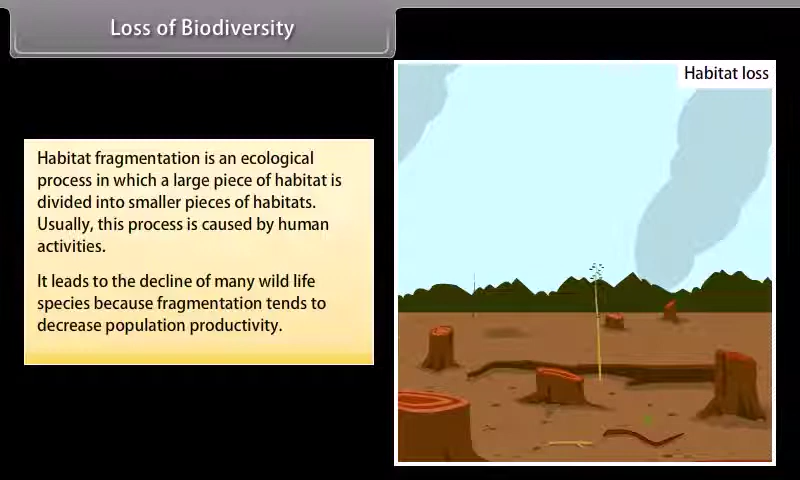 Loss of Biodiversity
Habitat loss
Habitat fragmentation is an ecological
process in which a large piece of habitat is
divided into smaller pieces of habitats.
Usually, this process is caused by human
activities.
It leads to the decline of many wild life
species because fragmentation tends to
decrease population productivity.